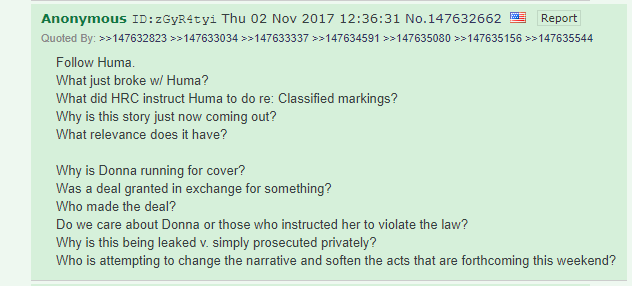 Anonymous ID:zGyR4tyi Thu 02 Nov 2017 12:36:31 No.147632662 Report
Quoted By: >>147632823 >>147633034 >>147633337 >>147634591 >>147635080 >>147635156 >>147635544
Follow Huma.
What just broke w/ Huma?
What did HRC instruct Huma to do re: Classified markings?
Why is this story just now coming out?
What relevance does it have?
Why is Donna running for cover?
Was a deal granted in exchange for something?
Who made the deal?
Do we care about Donna or those who instructed her to violate the law?
Why is this being leaked v. simply prosecuted privately?
Who is attempting to change the narrative and soften the acts that are forthcoming this weekend?